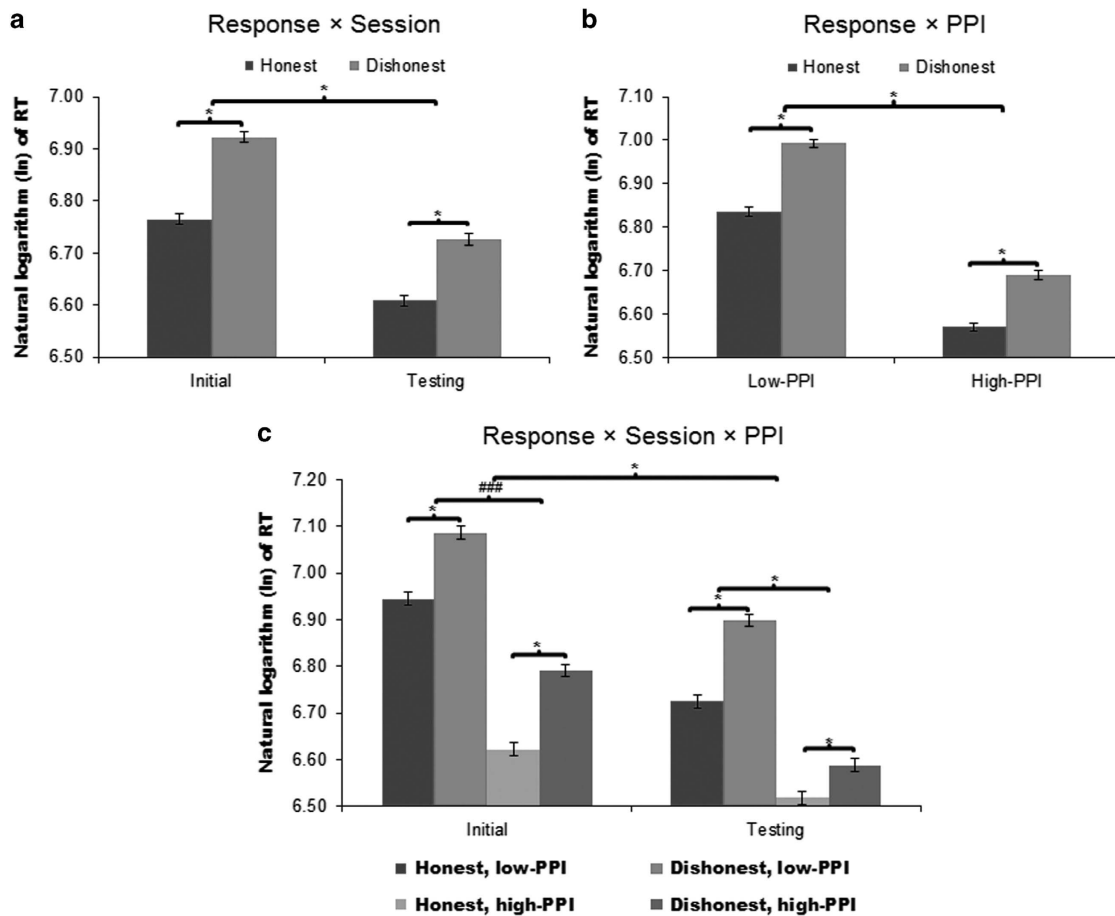 a
Response × Session
Honest Dishonest
Natural logarithm (ln) of RT
7.00
6.90
6.80
6.70
6.60
6.50
*
*
*
Initial Testing
b
Response × PPI
Honest Dishonest
Natural logarithm (ln) of RT
7.10
7.00
6.90
6.80
6.70
6.60
6.50
*
*
*
Low-PPI High-PPI
c
Response × Session × PPI
Natural logarithm (ln) of RT
7.20
7.10
7.00
6.90
6.80
6.70
6.60
6.50
*
###
*
*
*
*
*
Initial Testing
Honest, low-PPI Dishonest, low-PPI
Honest, high-PPI Dishonest, high-PPI